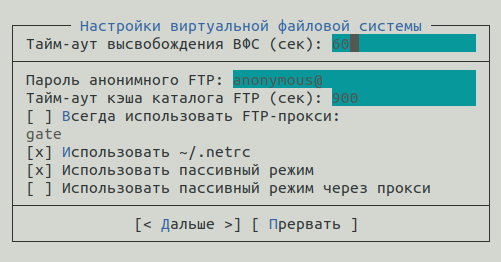 Настройки виртуальной файловой системы
Тайм-аут высвобождения ВФС (сек): 60
Пароль анонимного FTP: anonymous@
Тайм-аут кэша каталога FTP (сек): 900
[ ] Всегда использовать FTP-прокси:
gate
[x] Использовать ~/.netrc
[x] Использовать пассивный режим
[ ] Использовать пассивный режим через прокси
[< Дальше >] [ Прервать ]